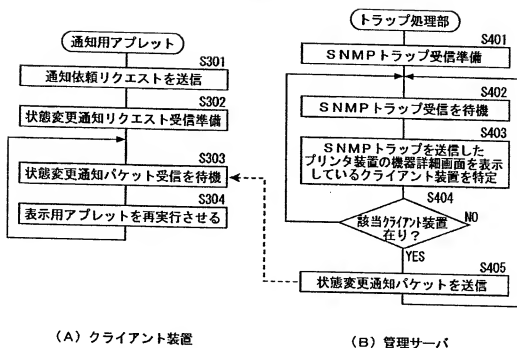 通知用アプレット
S301
通知依頼リクエストを送信
S302
状態変更通知リクエスト受信準備
S303
状態変更通知パケット受信を待機
S304
表示用アプレットを再実行させる
(A) クライアント装置
トラップ処理部
S401
SNMPトラップ受信準備
S402
SNMPトラップ受信を待機
S403
SNMPトラップを送信した
プリンタ装置の機器詳細画面を表示
しているクライアント装置を特定
S404
該当クライアント装置
在り?
NO
YES
S405
状態変更通知パケットを送信
(B) 管理サーバ